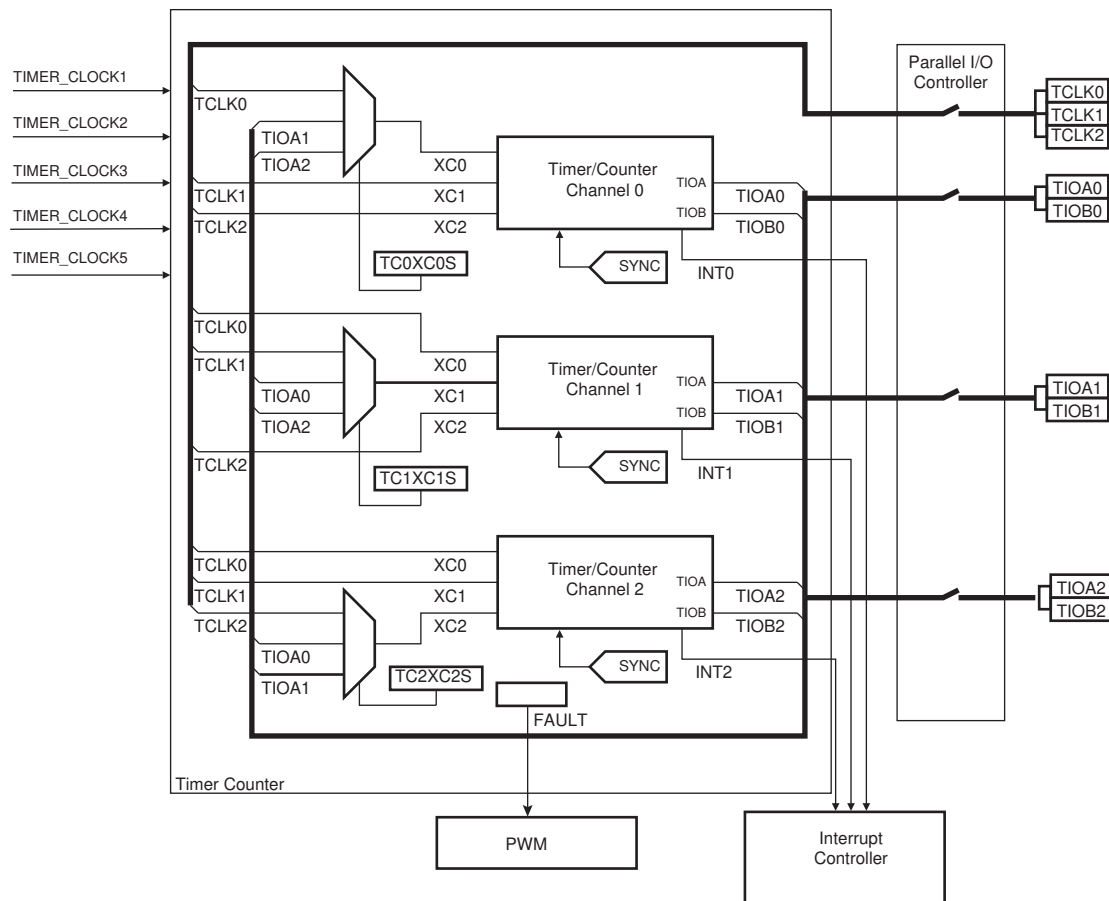 TIMER_CLOCK1
TIMER_CLOCK2
TIMER_CLOCK3
TIMER_CLOCK4
TIMER_CLOCK5
TCLK0
TIOA1
TIOA2
TCLK1
TCLK2
XC0
XC1
XC2
TC0XC0S
Timer/Counter
Channel 0
TIOA
TIOB
TIOA0
TIOB0
SYNC
INT0
TCLK0
TCLK1
TIOA0
TIOA2
TCLK2
XC0
XC1
XC2
TC1XC1S
Timer/Counter
Channel 1
TIOA
TIOB
TIOA1
TIOB1
SYNC
INT1
TCLK0
TCLK1
TCLK2
TIOA0
TIOA1
XC0
XC1
XC2
TC2XC2S
Timer/Counter
Channel 2
TIOA
TIOB
TIOA2
TIOB2
SYNC
INT2
FAULT
Timer Counter
PWM
Interrupt
Controller
Parallel I/O
Controller
TCLK0
TCLK1
TCLK2
TIOA0
TIOB0
TIOA1
TIOB1
TIOA2
TIOB2